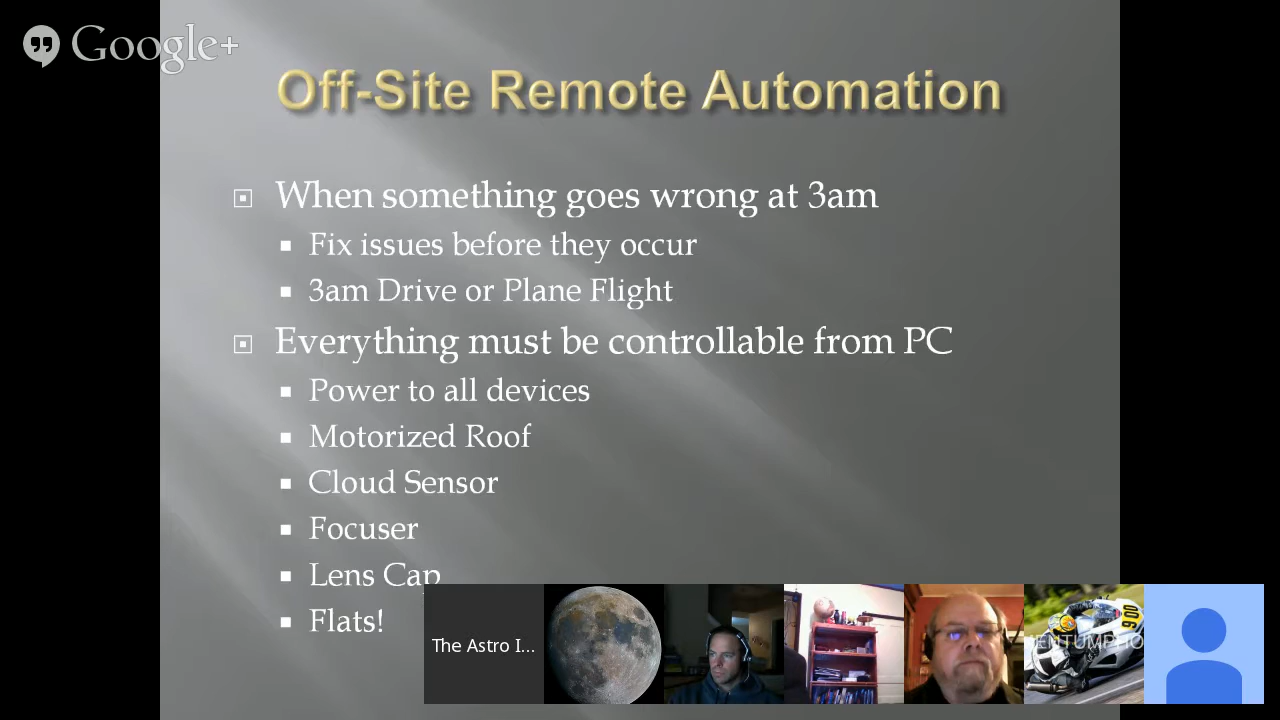 Google+
Off-Site Remote Automation
When something goes wrong at 3am
Fix issues before they occur
3am Drive or Plane Flight
Everything must be controllable from PC
Power to all devices
Motorized Roof
Cloud Sensor
Focuser
Lens Cap
Flats!
The Astro I...
900